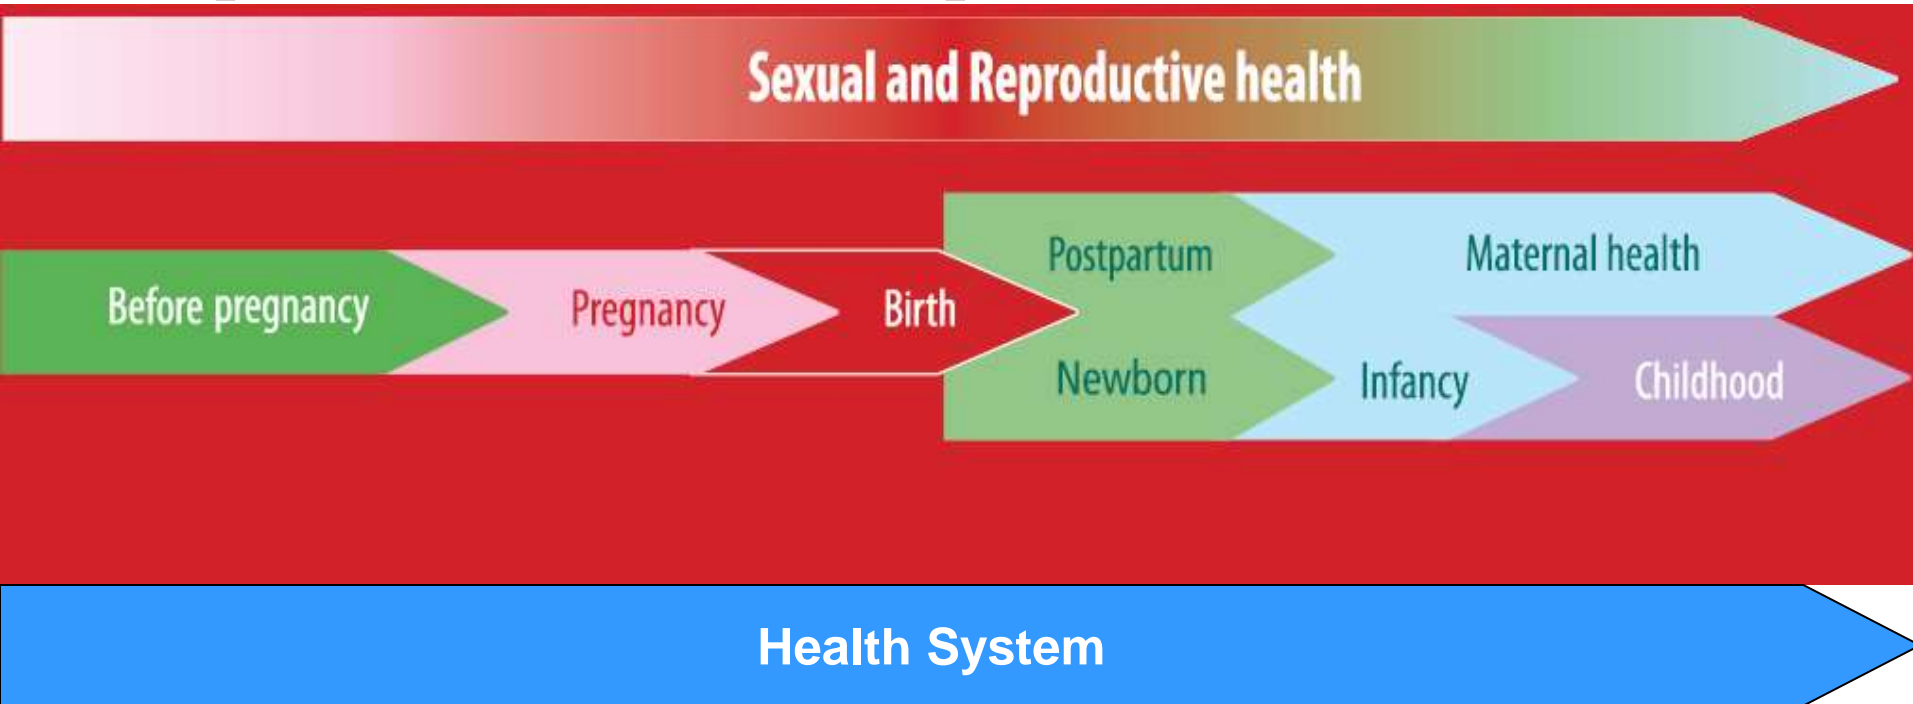 Sexual and Reproductive health
Before pregnancy
Pregnancy
Birth
Postpartum
Maternal health
Newborn
Infancy
Childhood
Health System